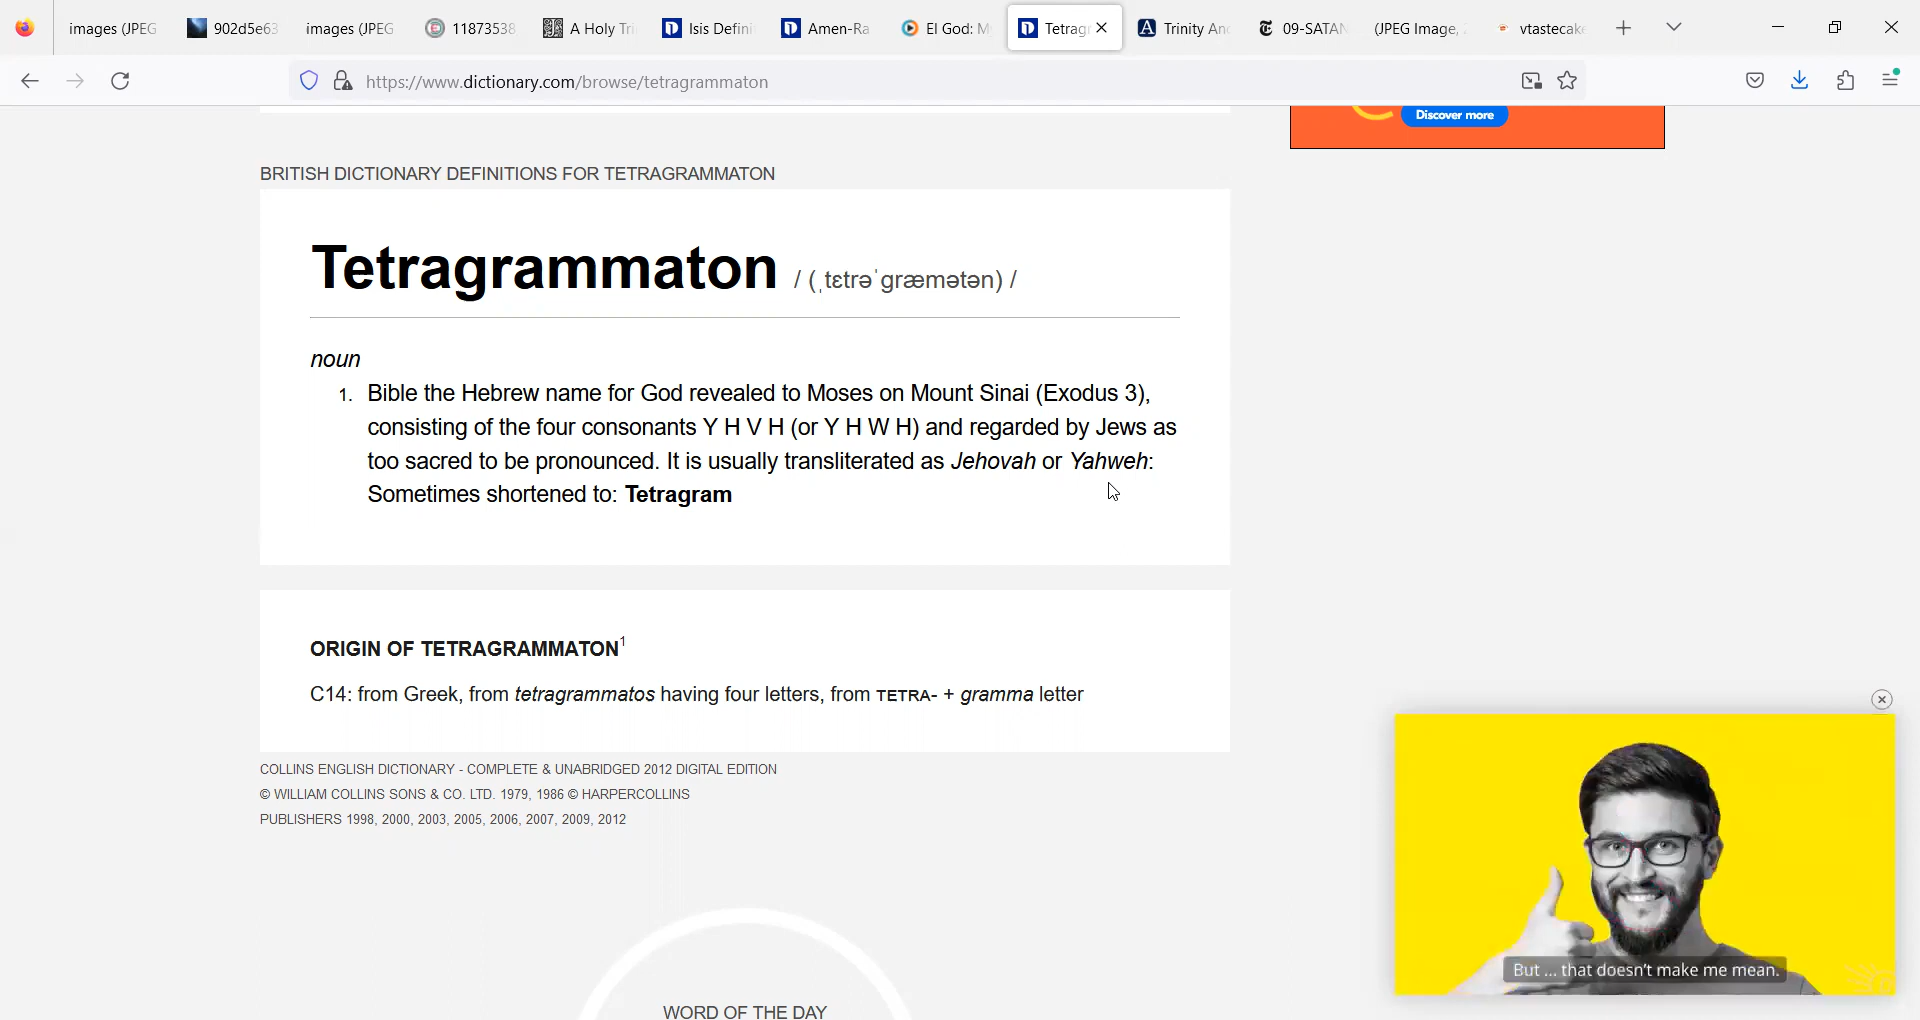 images (JPEG
902d5e63
images (JPEG
11873538
A Holy Tri
Isis Defini
Amen-Ra
El God: M
Tetragr
Trinity And
09-SATAN
(JPEG Image,
vtastecake
https://www.dictionary.com/browse/tetragrammaton
Discover more
BRITISH DICTIONARY DEFINITIONS FOR TETRAGRAMMATON
Tetragrammaton / (ˌtɛtrəˈɡræmətən) /
noun
1. Bible the Hebrew name for God revealed to Moses on Mount Sinai (Exodus 3),
consisting of the four consonants Y H V H (or Y H W H) and regarded by Jews as
too sacred to be pronounced. It is usually transliterated as Jehovah or Yahweh:
Sometimes shortened to: Tetragram
ORIGIN OF TETRAGRAMMATON1
C14: from Greek, from tetragrammatos having four letters, from TETRA- + gramma letter
COLLINS ENGLISH DICTIONARY - COMPLETE & UNABRIDGED 2012 DIGITAL EDITION
© WILLIAM COLLINS SONS & CO. LTD. 1979, 1986 © HARPERCOLLINS
PUBLISHERS 1998, 2000, 2003, 2005, 2006, 2007, 2009, 2012
But ... that doesn't make me mean.
WORD OF THE DAY